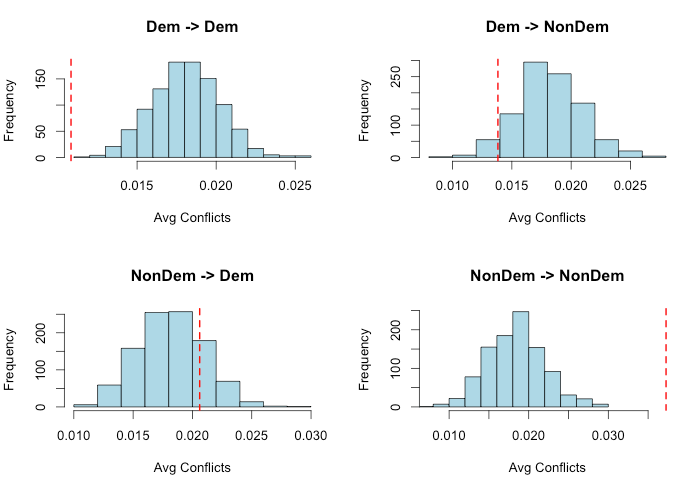 Dem -> Dem
Frequency
0 50 150
0.015 0.020 0.025
Avg Conflicts
Dem -> NonDem
Frequency
0 100 300
0.010 0.015 0.020 0.025
Avg Conflicts
NonDem -> Dem
Frequency
0 100 200
0.010 0.015 0.020 0.025 0.030
Avg Conflicts
NonDem -> NonDem
Frequency
0 100 200
0.010 0.020 0.030
Avg Conflicts